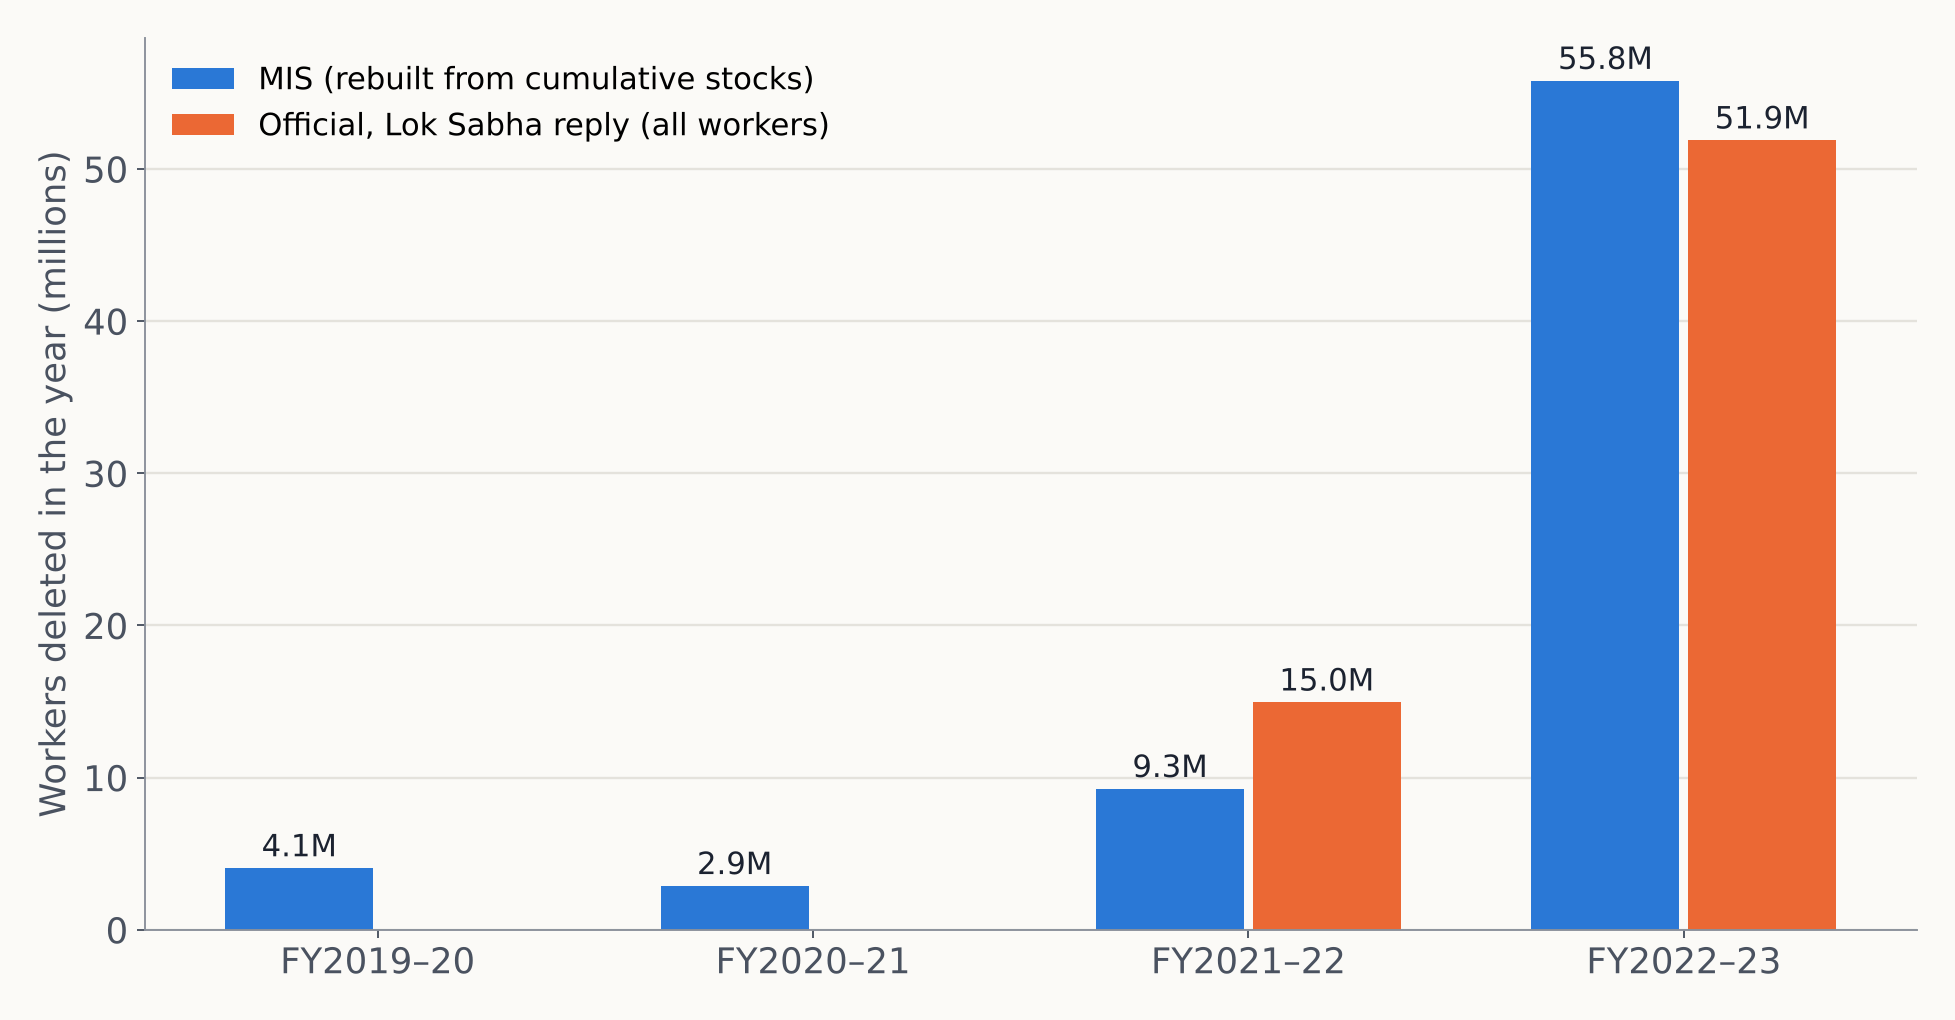 MIS (rebuilt from cumulative stocks)
Official, Lok Sabha reply (all workers)
Workers deleted in the year (millions)
50
40
30
20
10
0
4.1M
2.9M
9.3M
15.0M
55.8M
51.9M
FY2019–20
FY2020–21
FY2021–22
FY2022–23